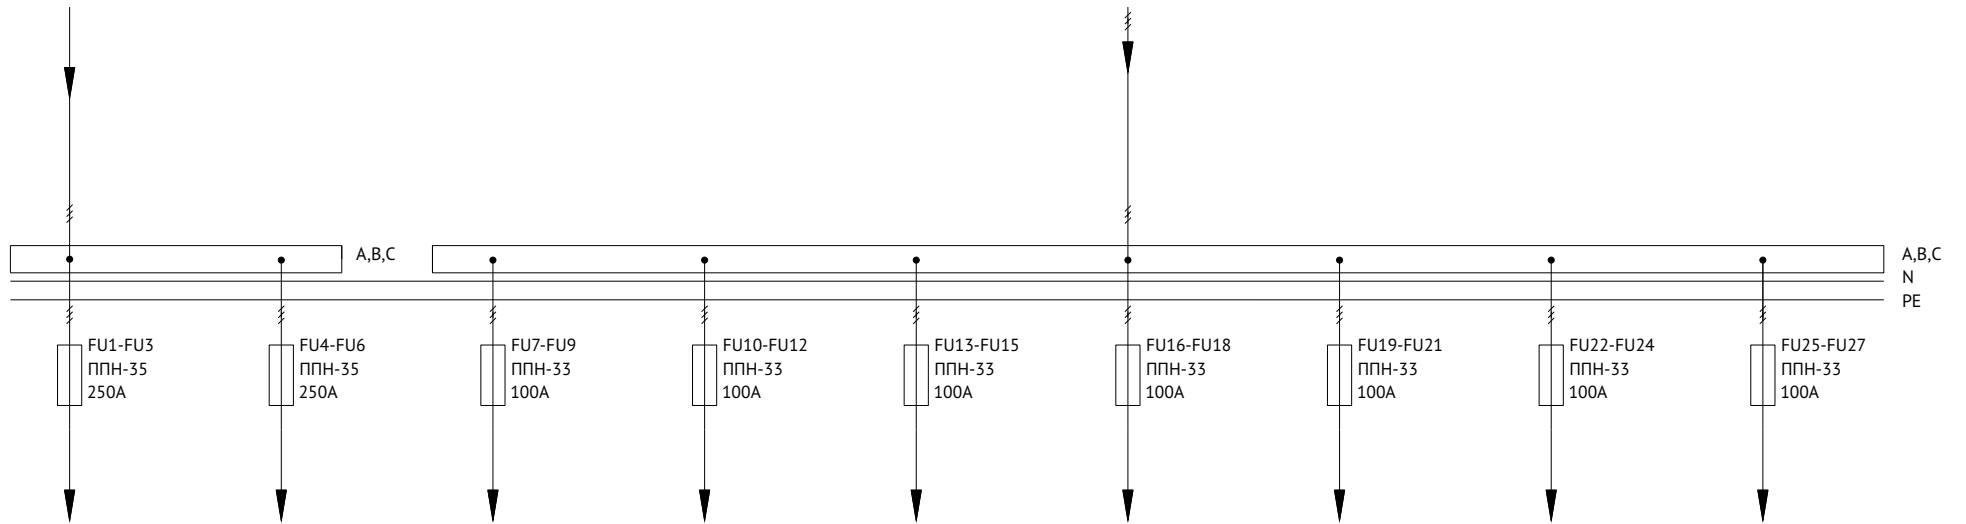 A,B,C
A,B,C
N
PE
FU1-FU3
ППН-35
250А
FU4-FU6
ППН-35
250А
FU7-FU9
ППН-33
100А
FU10-FU12
ППН-33
100А
FU13-FU15
ППН-33
100А
FU16-FU18
ППН-33
100А
FU19-FU21
ППН-33
100А
FU22-FU24
ППН-33
100А
FU25-FU27
ППН-33
100А